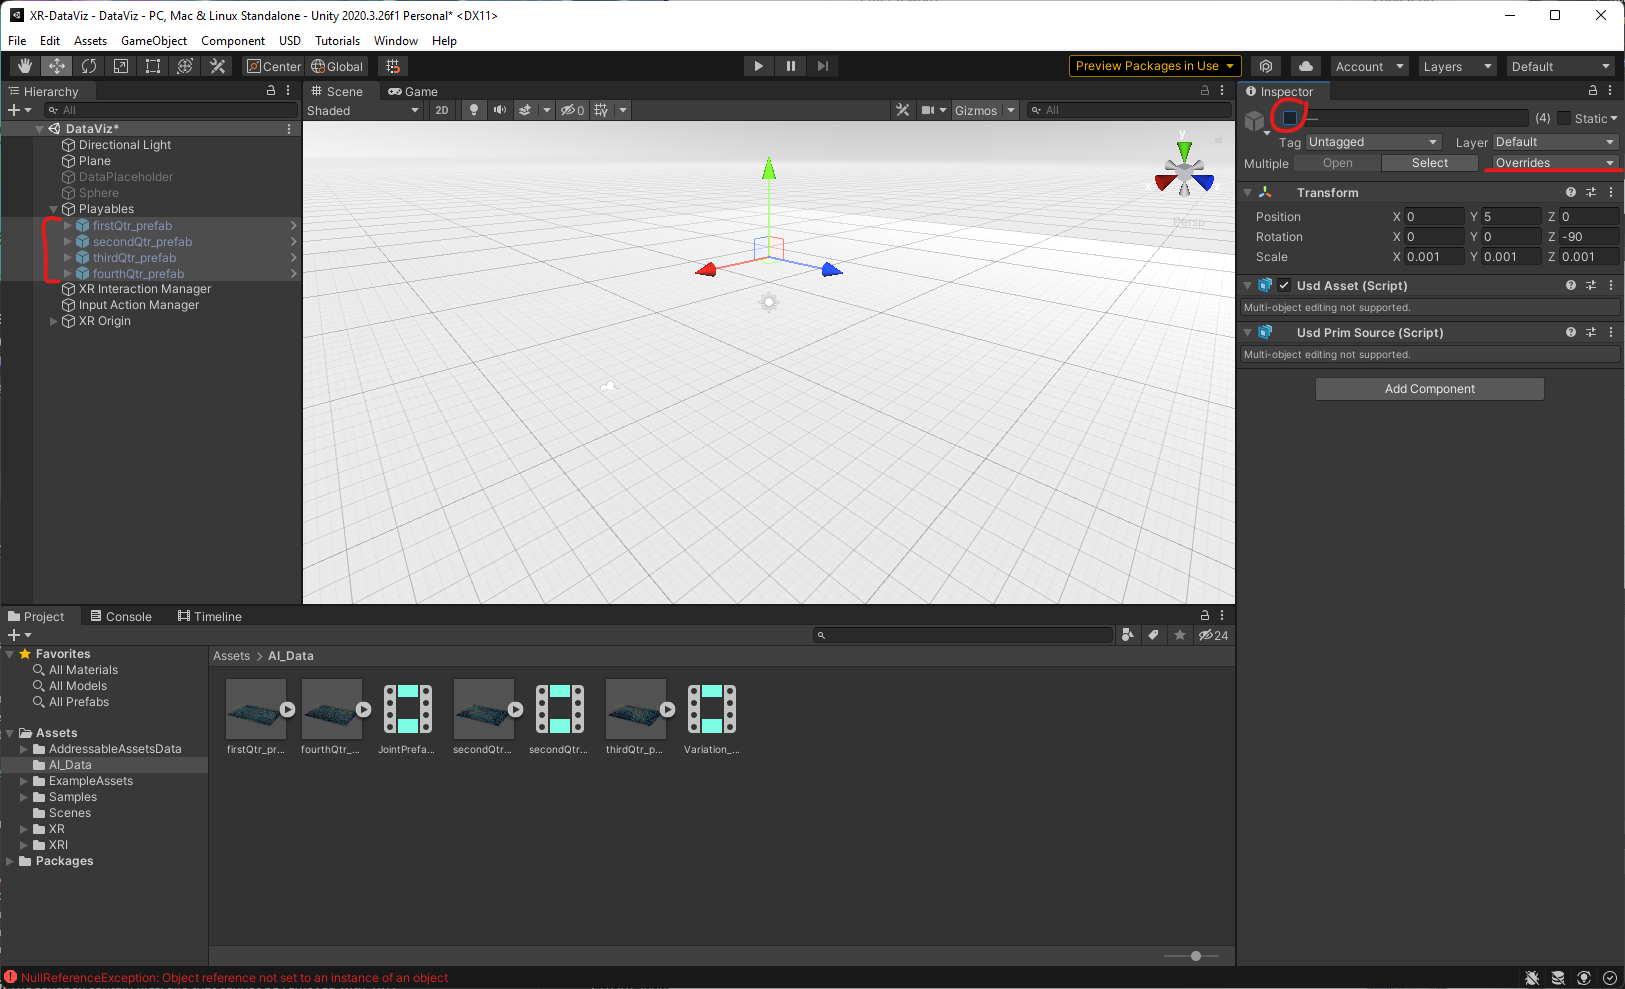 XR-DataViz - DataViz - PC, Mac & Linux Standalone - Unity 2020.3.26f1 Personal* <DX11>
File Edit Assets GameObject Component USD Tutorials Window Help
Center Global Preview Packages in Use Account Layers Default
Hierarchy
All
DataViz*
Directional Light
Plane
DataPlaceholder
Sphere
Playables
firstQtr_prefab
secondQtr_prefab
thirdQtr_prefab
fourthQtr_prefab
XR Interaction Manager
Input Action Manager
XR Origin
Scene Game
Shaded 2D 0 Gizmos All
y
Persp
Inspector
— (4) Static
Tag Untagged Layer Default
Multiple Open Select Overrides
Transform
Position X 0 Y 5 Z 0
Rotation X 0 Y 0 Z -90
Scale X 0.001 Y 0.001 Z 0.001
Usd Asset (Script)
Multi-object editing not supported.
Usd Prim Source (Script)
Multi-object editing not supported.
Add Component
Project Console Timeline
24
Favorites
All Materials
All Models
All Prefabs
Assets
AddressableAssetsData
AI_Data
ExampleAssets
Samples
Scenes
XR
XRI
Packages
Assets > AI_Data
firstQtr_pr... fourthQtr_... JointPrefa... secondQtr... secondQtr... thirdQtr_p... Variation_...
NullReferenceException: Object reference not set to an instance of an object